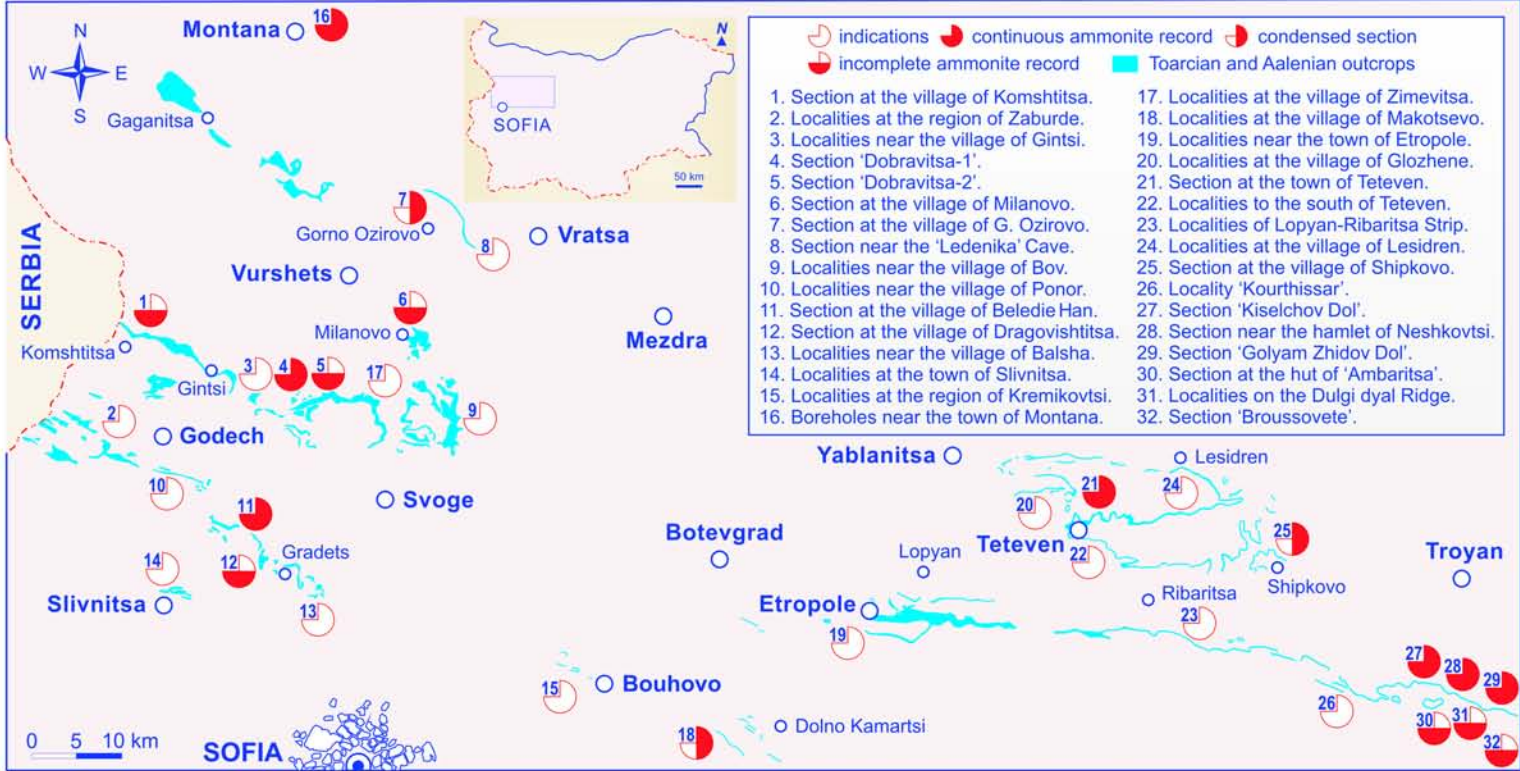 indications
continuous ammonite record
condensed section
incomplete ammonite record
Toarcian and Aalenian outcrops
1. Section at the village of Komshtitsa.
2. Localities at the region of Zaburde.
3. Localities near the village of Gintsi.
4. Section ‘Dobravitsa-1’.
5. Section ‘Dobravitsa-2’.
6. Section at the village of Milanovo.
7. Section at the village of G. Ozirovo.
8. Section near the ‘Ledenika’ Cave.
9. Localities near the village of Bov.
10. Localities near the village of Ponor.
11. Section at the village of Beledie Han.
12. Section at the village of Dragovishtitsa.
13. Localities near the village of Balsha.
14. Localities at the town of Slivnitsa.
15. Localities at the region of Kremikovtsi.
16. Boreholes near the town of Montana.
17. Localities at the village of Zimevitsa.
18. Localities at the village of Makotsevo.
19. Localities near the town of Etropole.
20. Localities at the village of Glozhene.
21. Section at the town of Teteven.
22. Localities to the south of Teteven.
23. Localities of Lopyan-Ribaritsa Strip.
24. Localities at the village of Lesidren.
25. Section at the village of Shipkovo.
26. Locality ‘Kourthissar’.
27. Section ‘Kiselchov Dol’.
28. Section near the hamlet of Neshkovtsi.
29. Section ‘Golyam Zhidov Dol’.
30. Section at the hut of ‘Ambaritsa’.
31. Localities on the Dulgi dyal Ridge.
32. Section ‘Broussovete’.
N
W E
S
Montana
16
Gaganitsa
N
SOFIA
50 km
SERBIA
7
Gorno Ozirovo
8
Vratsa
Vurshets
1
6
Milanovo
Mezdra
Komshtitsa
Gintsi
3
4
5
17
2
Godech
9
10
Svoge
11
12
Gradets
14
Slivnitsa
13
Yablanitsa
Lesidren
20
21
24
Botevgrad
Lopyan
Teteven
22
25
Shipkovo
Troyan
Etropole
19
Ribaritsa
23
15
Bouhovo
18
Dolno Kamartsi
26
27
28
29
30
31
32
0 5 10 km
SOFIA